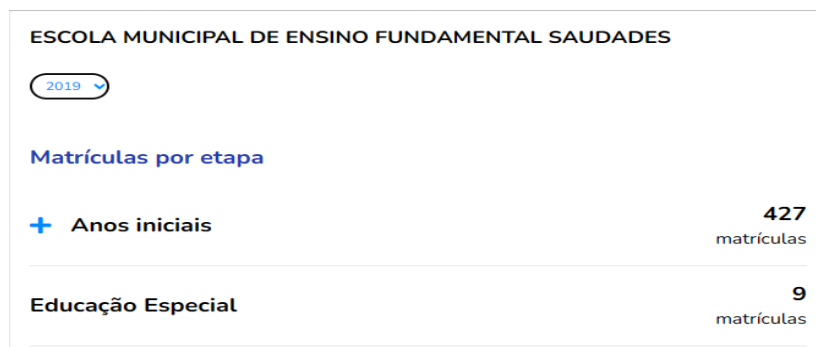 ESCOLA MUNICIPAL DE ENSINO FUNDAMENTAL SAUDADES
2019
Matrículas por etapa
Anos iniciais
427
matrículas
Educação Especial
9
matrículas